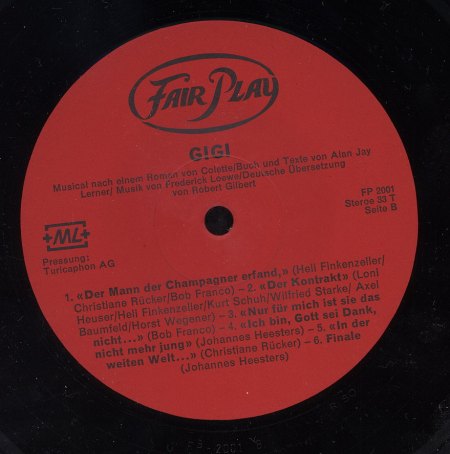 FAIR PLAY
GIGI
Musical nach einem Roman von Colette/Buch und Texte von Alan Jay
Lerner/ Musik von Frederick Loewe/Deutsche Übersetzung
von Robert Gilbert
FP 2001
Steroe 33 T
Seite B
+ML+
Pressung:
Turicaphon AG
1. «Der Mann der Champagner erfand,» (Heli Finkenzeller/
Christiane Rücker/Bob Franco) – 2. «Der Kontrakt» (Loni
Heuser/Heli Finkenzeller/Kurt Schuh/Wilfried Starke/ Axel
Baumfeld/Horst Wegener) – 3. «Nur für mich ist sie das
nicht...» (Bob Franco) – 4. «Ich bin, Gott sei Dank,
nicht mehr jung» (Johannes Heesters) – 5. «In der
weiten Welt...» (Christiane Rücker) – 6. Finale
(Johannes Heesters)